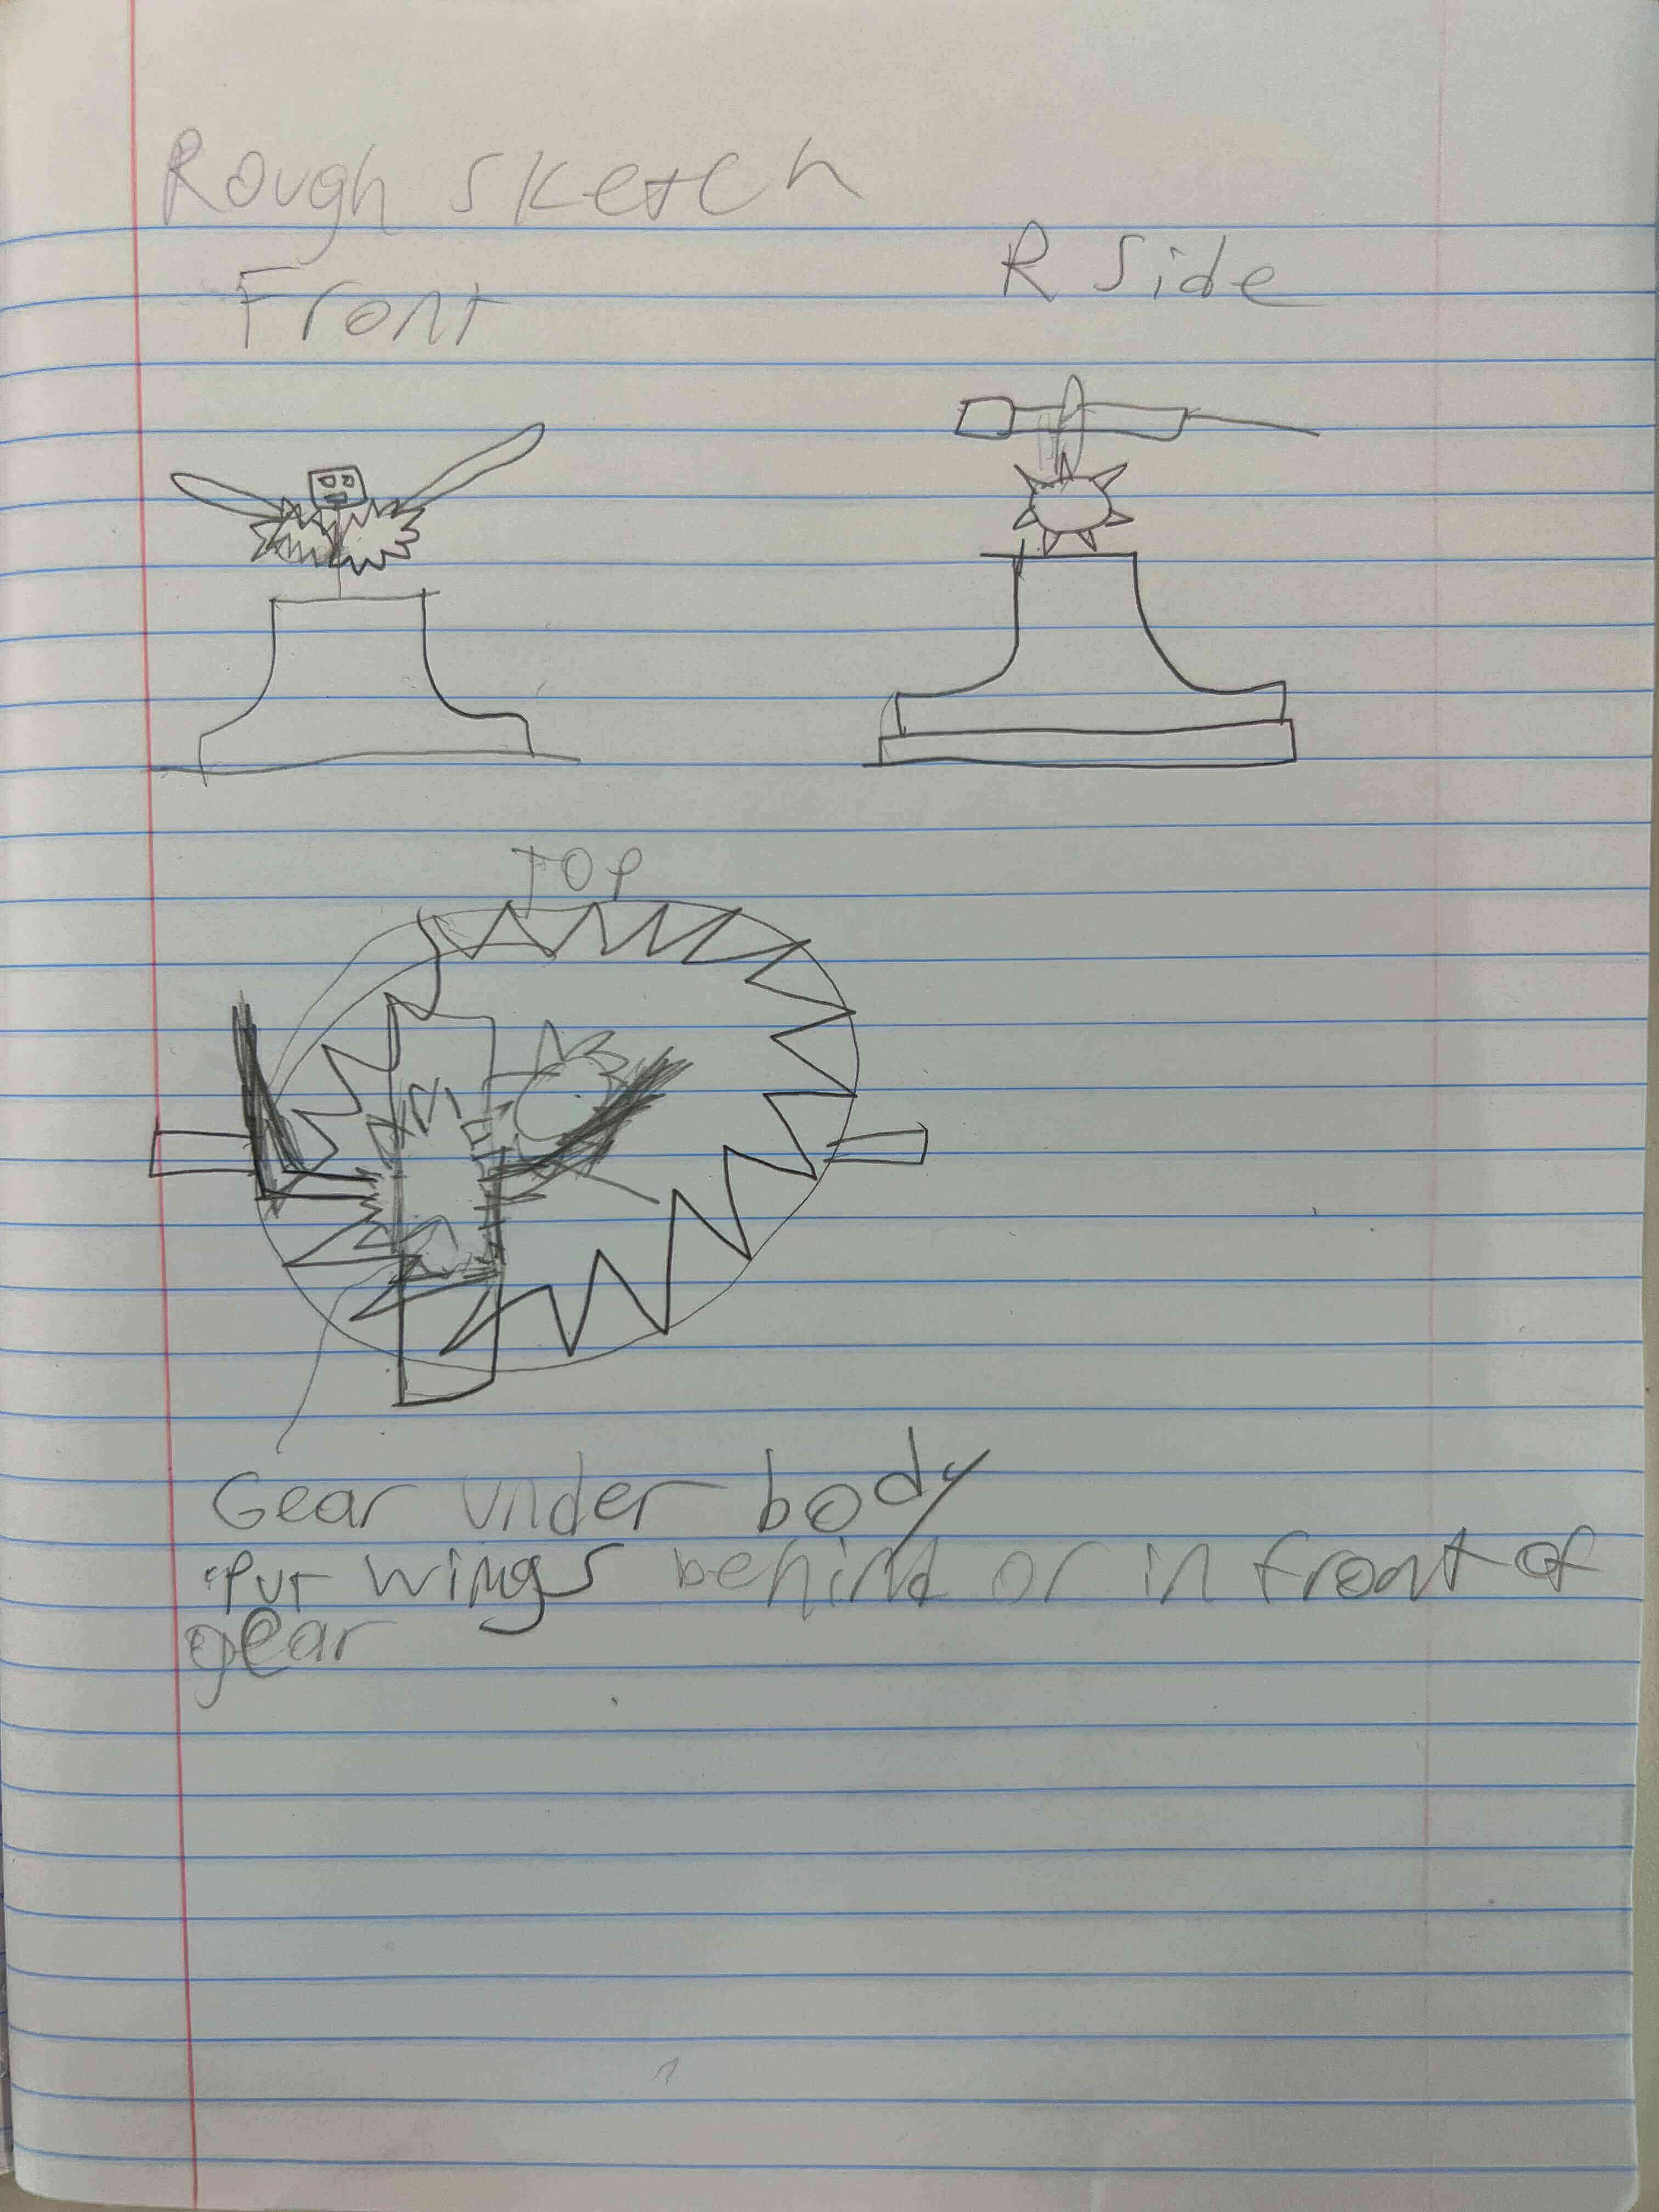 Rough sketch
Front
R Side
TOP
Gear under body
"Put wings behind or in front of
gear